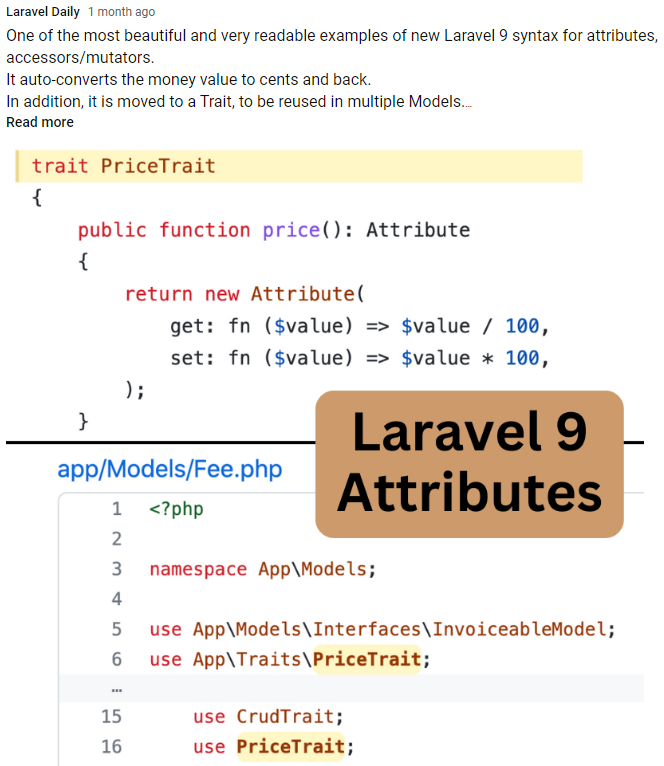 Laravel Daily 1 month ago
One of the most beautiful and very readable examples of new Laravel 9 syntax for attributes,
accessors/mutators.
It auto-converts the money value to cents and back.
In addition, it is moved to a Trait, to be reused in multiple Models....
Read more
trait PriceTrait
{
    public function price(): Attribute
    {
        return new Attribute(
            get: fn ($value) => $value / 100,
            set: fn ($value) => $value * 100,
        );
    }
Laravel 9
Attributes
app/Models/Fee.php
1 <?php
2
3 namespace App\Models;
4
5 use App\Models\Interfaces\InvoiceableModel;
6 use App\Traits\PriceTrait;
...
15     use CrudTrait;
16     use PriceTrait;